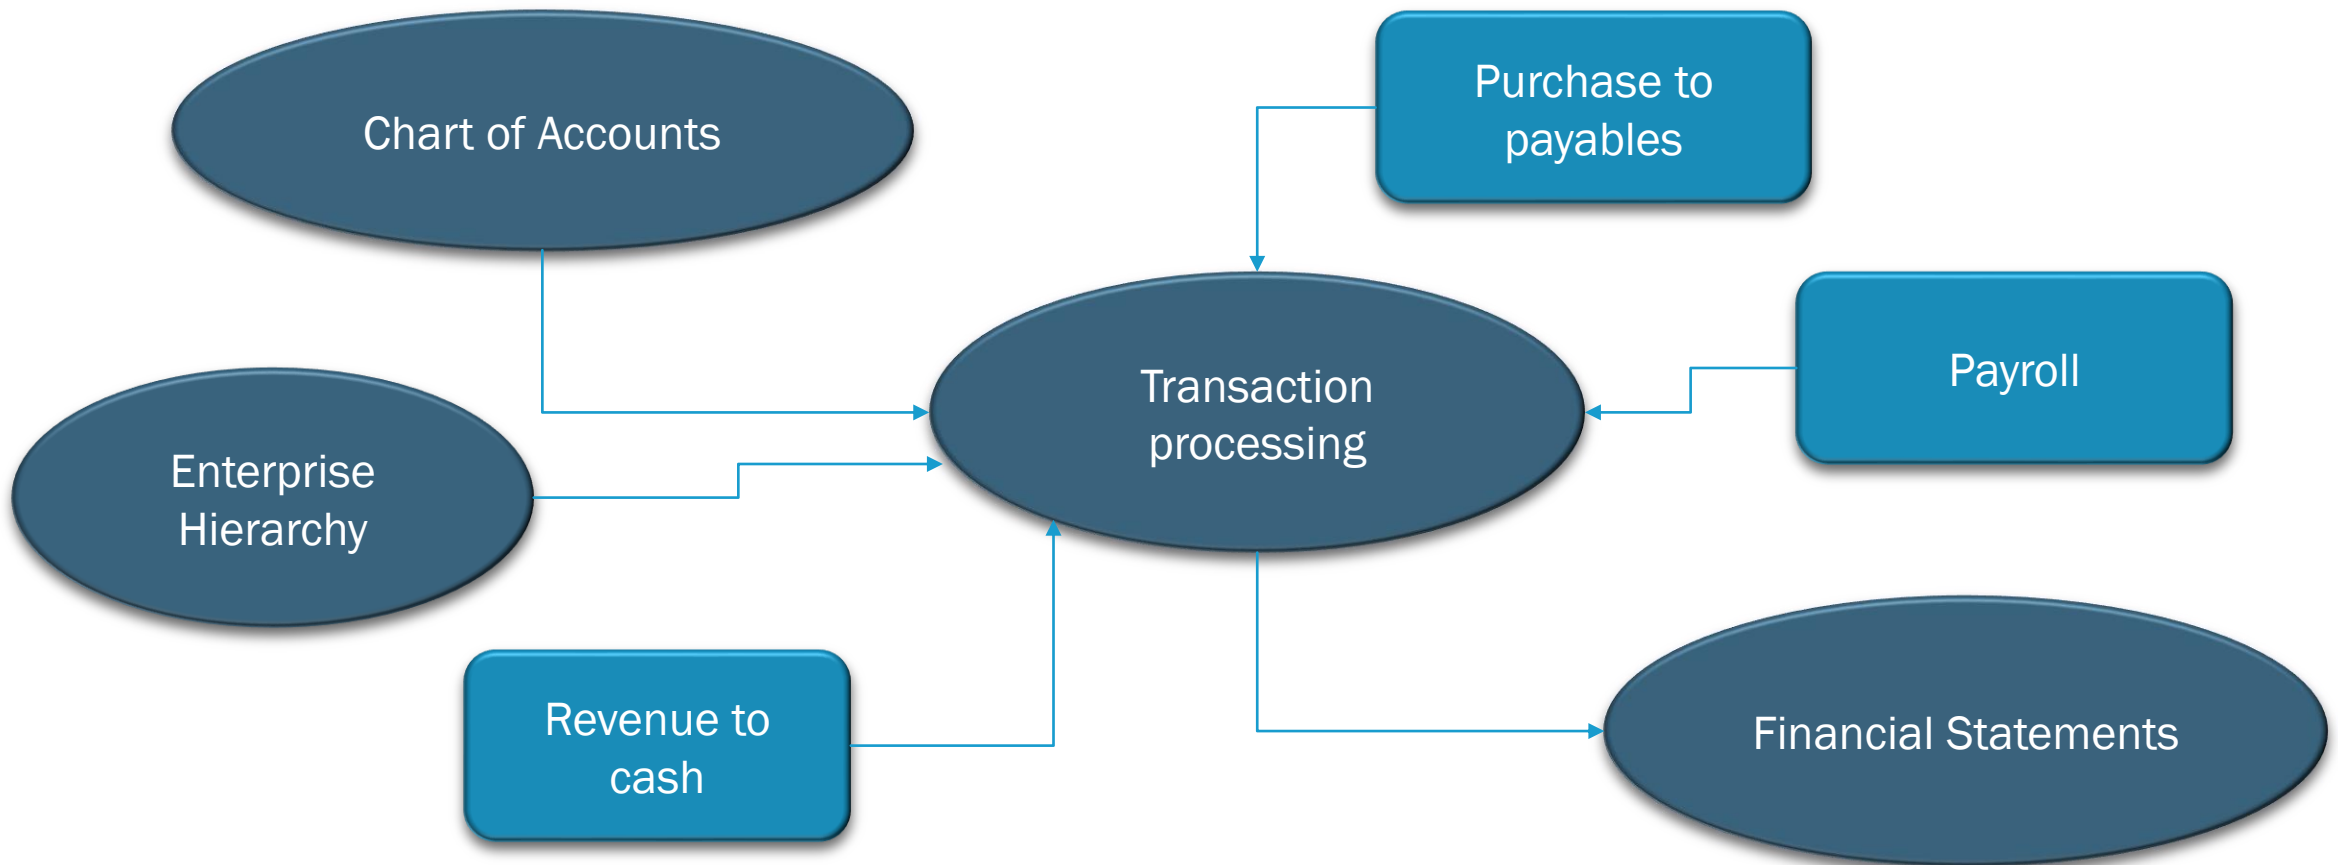 Chart of Accounts
Purchase to
payables
Transaction
processing
Payroll
Enterprise
Hierarchy
Revenue to
cash
Financial Statements